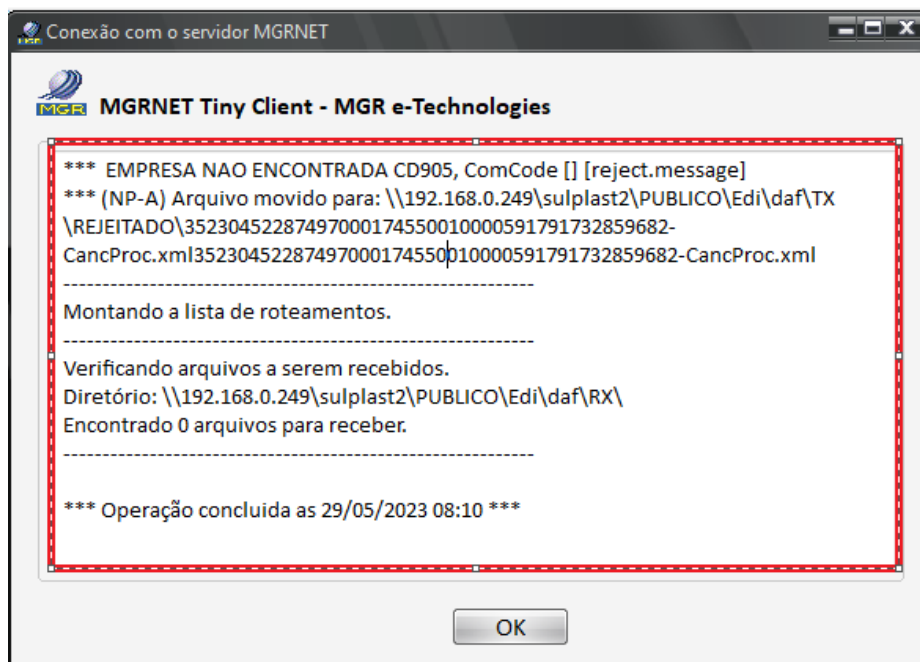 Conexão com o servidor MGRNET
MGR
MGRNET Tiny Client - MGR e-Technologies
*** EMPRESA NAO ENCONTRADA CD905, ComCode [] [reject.message]
*** (NP-A) Arquivo movido para: \\192.168.0.249\sulplast2\PUBLICO\Edi\daf\TX
\REJEITADO\35230452287497000174550010000591791732859682-
CancProc.xml35230452287497000174550010000591791732859682-CancProc.xml
------------------------------------------------------------
Montando a lista de roteamentos.
------------------------------------------------------------
Verificando arquivos a serem recebidos.
Diretório: \\192.168.0.249\sulplast2\PUBLICO\Edi\daf\RX\
Encontrado 0 arquivos para receber.
------------------------------------------------------------
*** Operação concluida as 29/05/2023 08:10 ***
OK